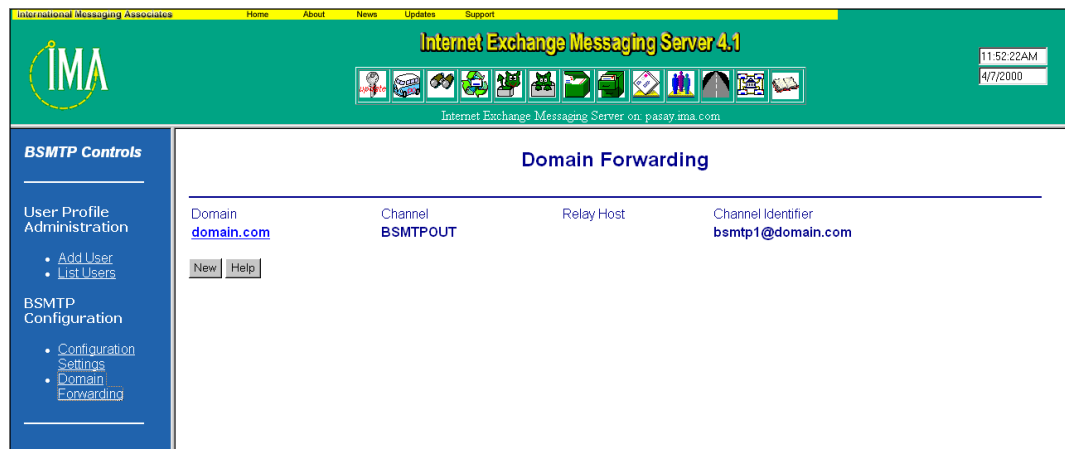 International Messaging Associates Home About News Updates Support
IMA
Internet Exchange Messaging Server 4.1
update
Internet Exchange Messaging Server on: pasay.ima.com
11:52:22AM
4/7/2000
BSMTP Controls
User Profile
Administration
Add User
List Users
BSMTP
Configuration
Configuration
Settings
Domain
Forwarding
Domain Forwarding
Domain Channel Relay Host Channel Identifier
domain.com BSMTPOUT bsmtp1@domain.com
New Help